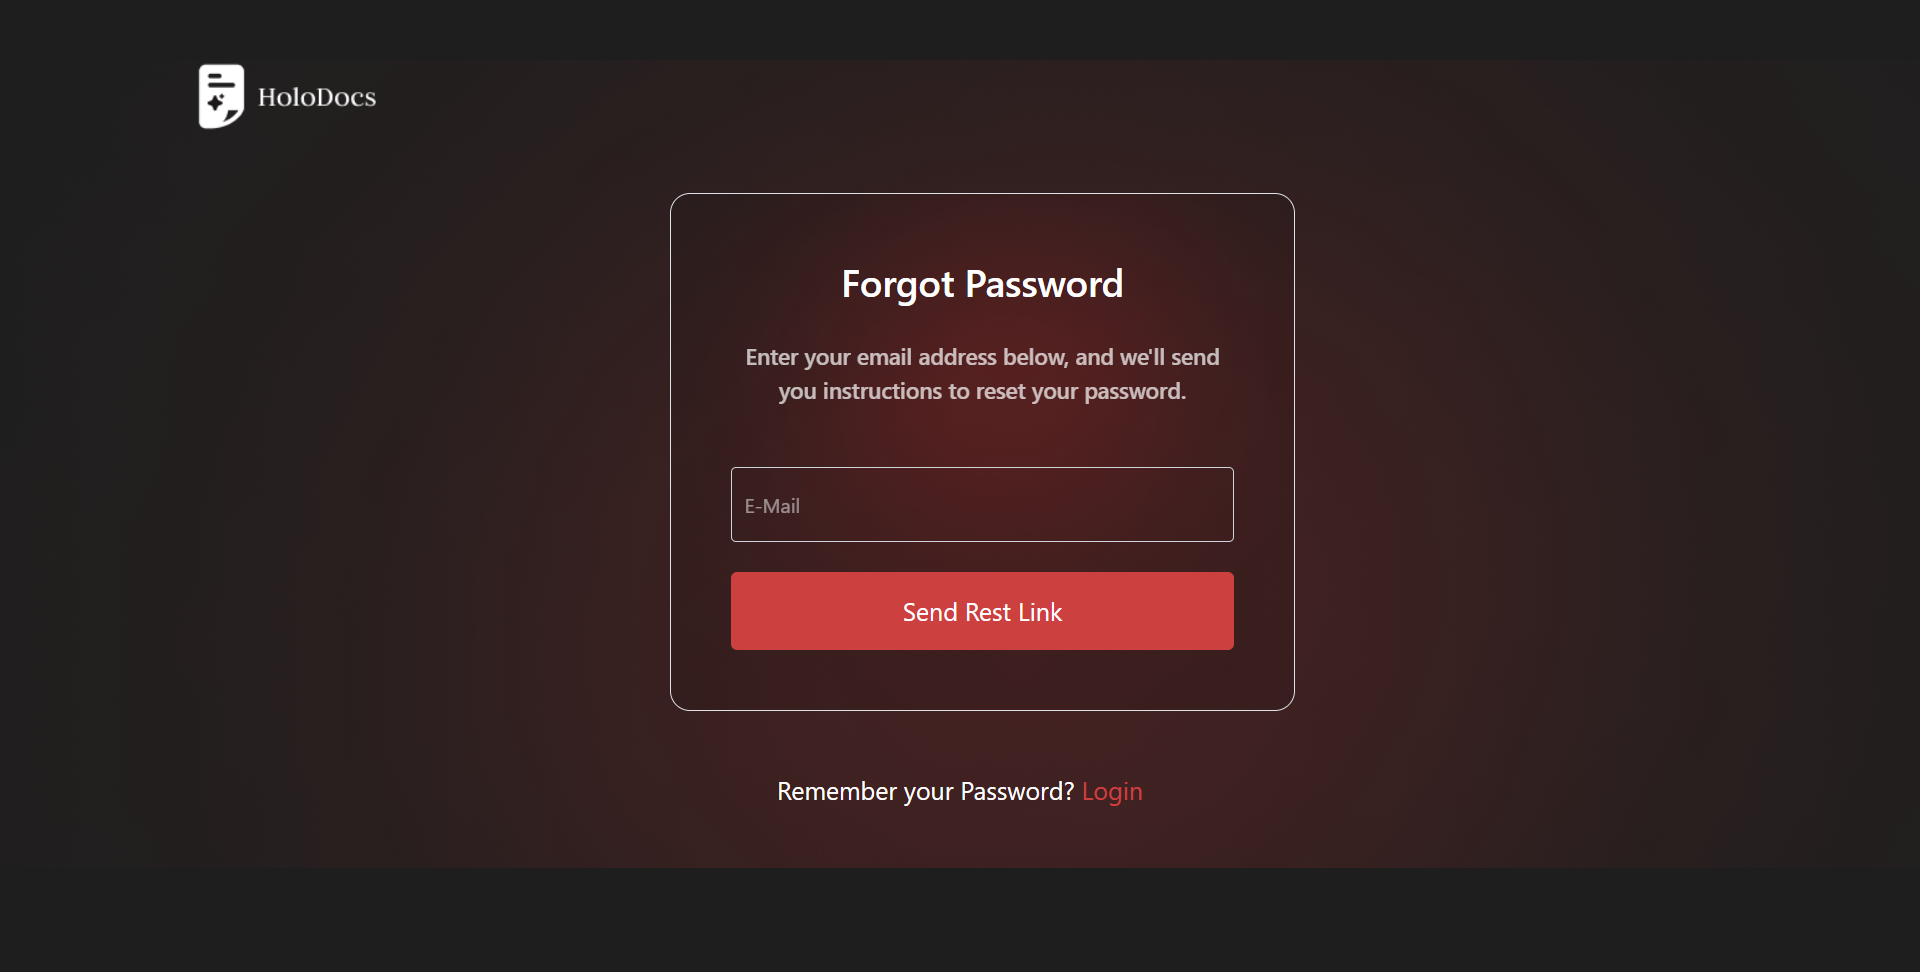 HoloDocs
Forgot Password
Enter your email address below, and we'll send
you instructions to reset your password.
E-Mail
Send Rest Link
Remember your Password? Login